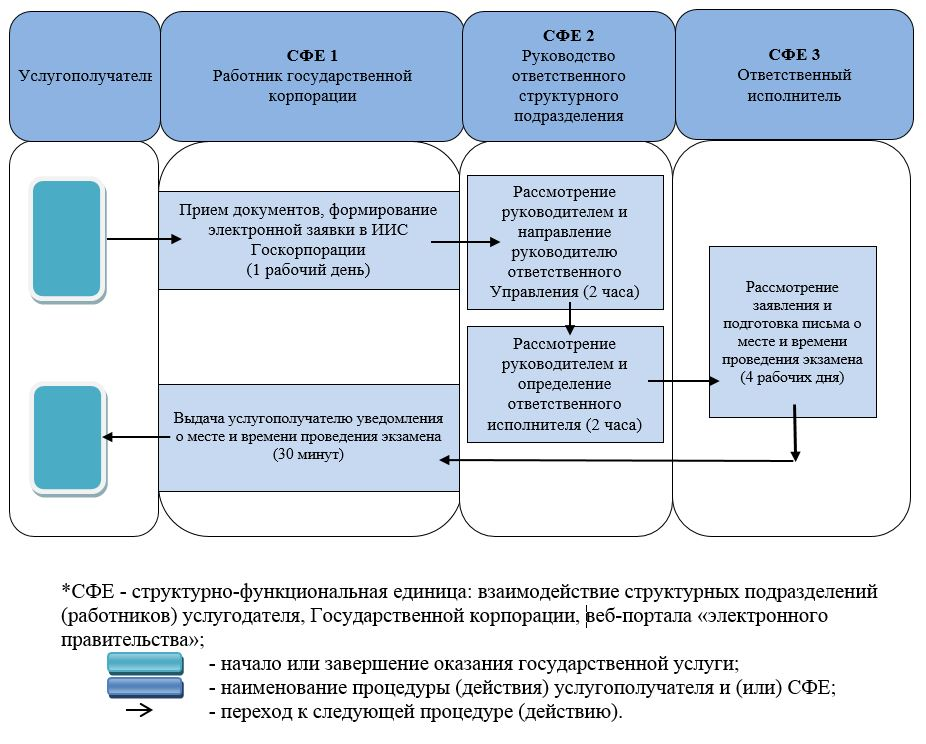 Услугополучатель
СФЕ 1
Работник государственной
корпорации
СФЕ 2
Руководство
ответственного
структурного
подразделения
СФЕ 3
Ответственный
исполнитель
Прием документов, формирование
электронной заявки в ИИС
Госкорпорации
(1 рабочий день)
Рассмотрение
руководителем и
направление
руководителю
ответственного
Управления (2 часа)
Рассмотрение
руководителем и
определение
ответственного
исполнителя (2 часа)
Рассмотрение
заявления и
подготовка письма о
месте и времени
проведения экзамена
(4 рабочих дня)
Выдача услугополучателю уведомления
о месте и времени проведения экзамена
(30 минут)
*СФЕ - структурно-функциональная единица: взаимодействие структурных подразделений
(работников) услугодателя, Государственной корпорации, веб-портала «электронного
правительства»;
- начало или завершение оказания государственной услуги;
- наименование процедуры (действия) услугополучателя и (или) СФЕ;
- переход к следующей процедуре (действию).